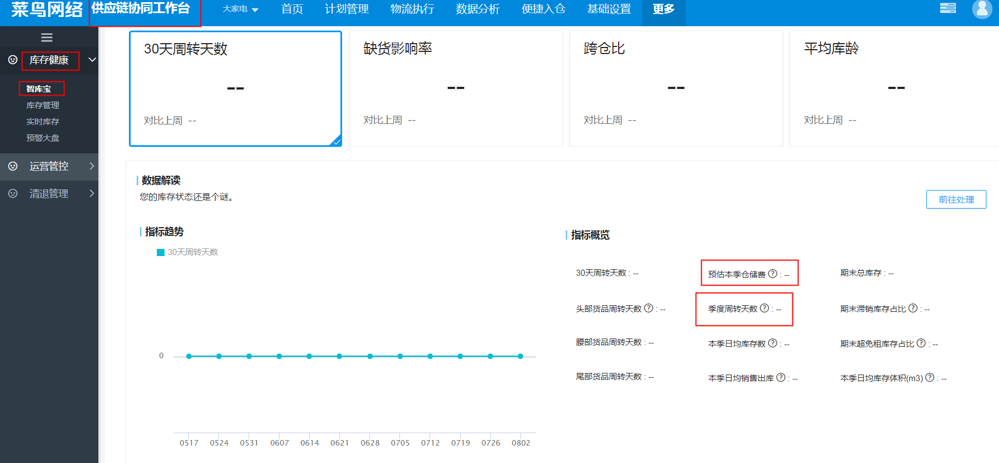 菜鸟网络 供应链协同工作台 大家电 首页 计划管理 物流执行 数据分析 便捷入仓 基础设置 更多
库存健康
智库宝
库存管理
实时库存
预警大盘
运营管控
清退管理
30天周转天数
--
对比上周 --
缺货影响率
--
对比上周 --
跨仓比
--
对比上周 --
平均库龄
--
对比上周 --
数据解读
您的库存状态还是个谜。
前往处理
指标趋势
30天周转天数
0
0517 0524 0531 0607 0614 0621 0628 0705 0712 0719 0726 0802
指标概览
30天周转天数 : -- 预估本季仓储费 ? : -- 期末总库存 : --
头部货品周转天数 ? : -- 季度周转天数 ? : -- 期末滞销库存占比 ? : --
腰部货品周转天数 : -- 本季日均库存数 ? : -- 期末超免租库存占比 ? : --
尾部货品周转天数 : -- 本季日均销售出库 ? : -- 本季日均库存体积(m3) ? : --